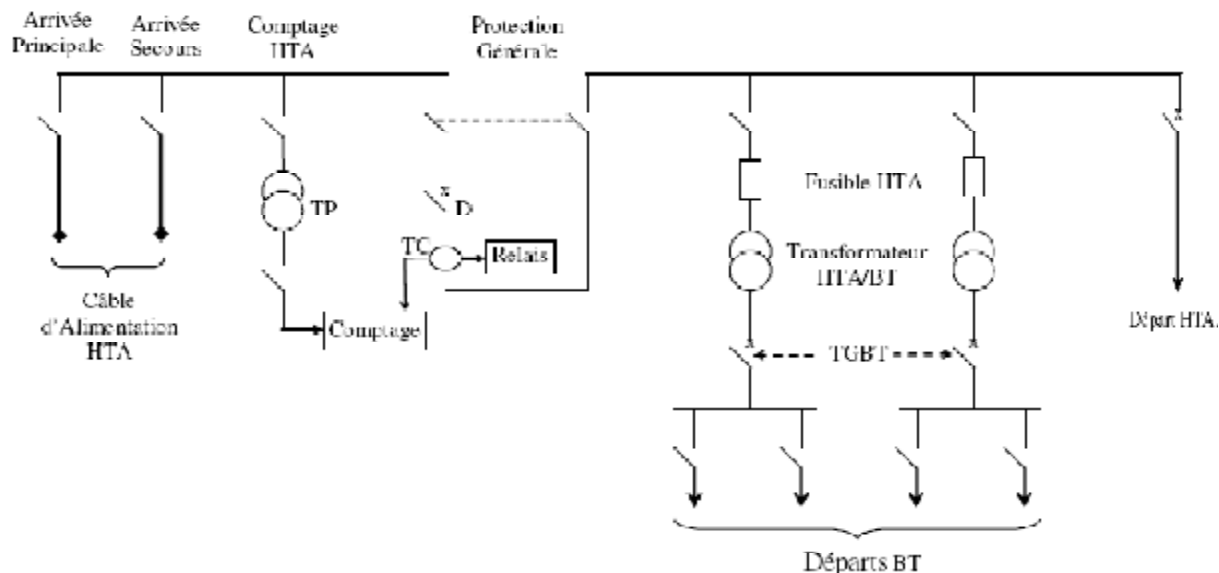 Arrivée
Principale
Arrivée
Secours
Comptage
HTA
Protection
Générale
TP
D
TC
Relais
Comptage
Câble
d'Alimentation
HTA
Fusible HTA
Transformateur
HTA/BT
TGBT
Départ HTA.
Départs BT